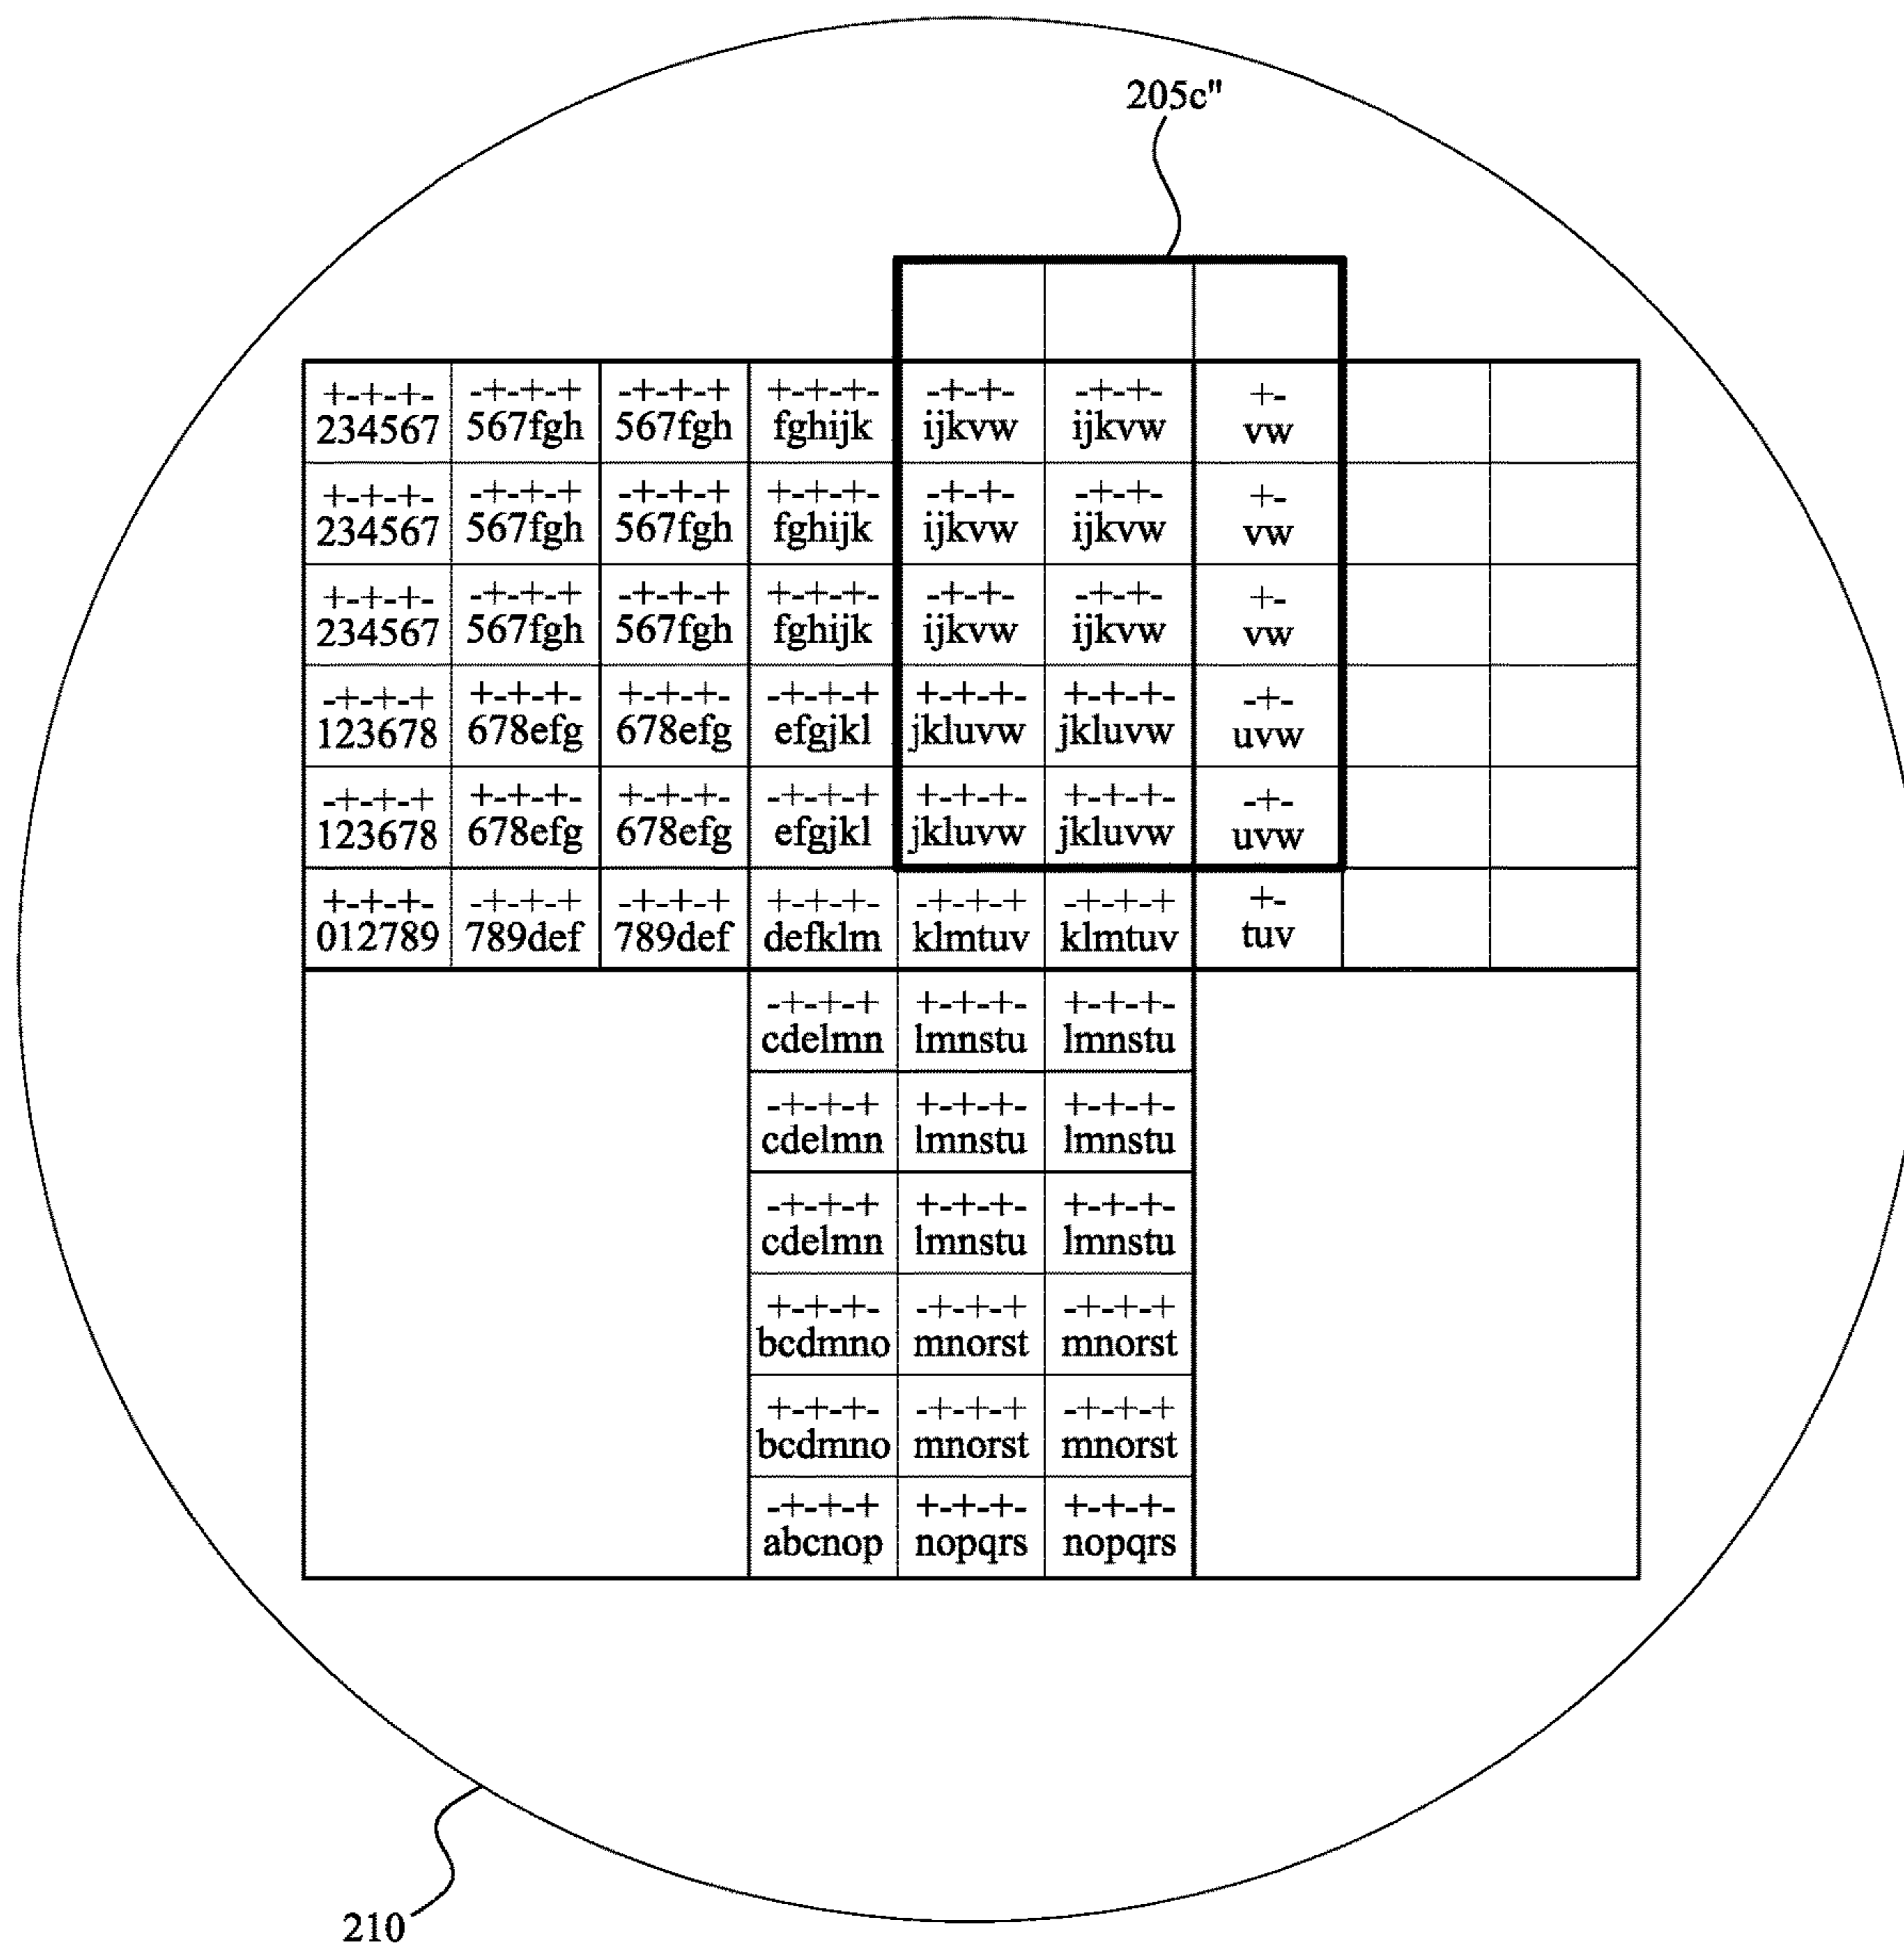 205c"
+-+-+- -+-+-+ -+-+-+ +-+-+- -+-+- -+-+- +-
234567 567fgh 567fgh fghijk ijkvw ijkvw vw
+-+-+- -+-+-+ -+-+-+ +-+-+- -+-+- -+-+- +-
234567 567fgh 567fgh fghijk ijkvw ijkvw vw
+-+-+- -+-+-+ -+-+-+ +-+-+- -+-+- -+-+- +-
234567 567fgh 567fgh fghijk ijkvw ijkvw vw
-+-+-+ +-+-+- +-+-+- -+-+-+ +-+-+- +-+-+- -+-
123678 678efg 678efg efgjkl jkluvw jkluvw uvw
-+-+-+ +-+-+- +-+-+- -+-+-+ +-+-+- +-+-+- -+-
123678 678efg 678efg efgjkl jkluvw jkluvw uvw
+-+-+- -+-+-+ -+-+-+ +-+-+- -+-+-+ -+-+-+ +-
012789 789def 789def defklm klmtuv klmtuv tuv
-+-+-+ +-+-+- +-+-+-
cdelmn lmnstu lmnstu
-+-+-+ +-+-+- +-+-+-
cdelmn lmnstu lmnstu
-+-+-+ +-+-+- +-+-+-
cdelmn lmnstu lmnstu
+-+-+- -+-+-+ -+-+-+
bcdmno mnorst mnorst
+-+-+- -+-+-+ -+-+-+
bcdmno mnorst mnorst
-+-+-+ +-+-+- +-+-+-
abcnop nopqrs nopqrs
210